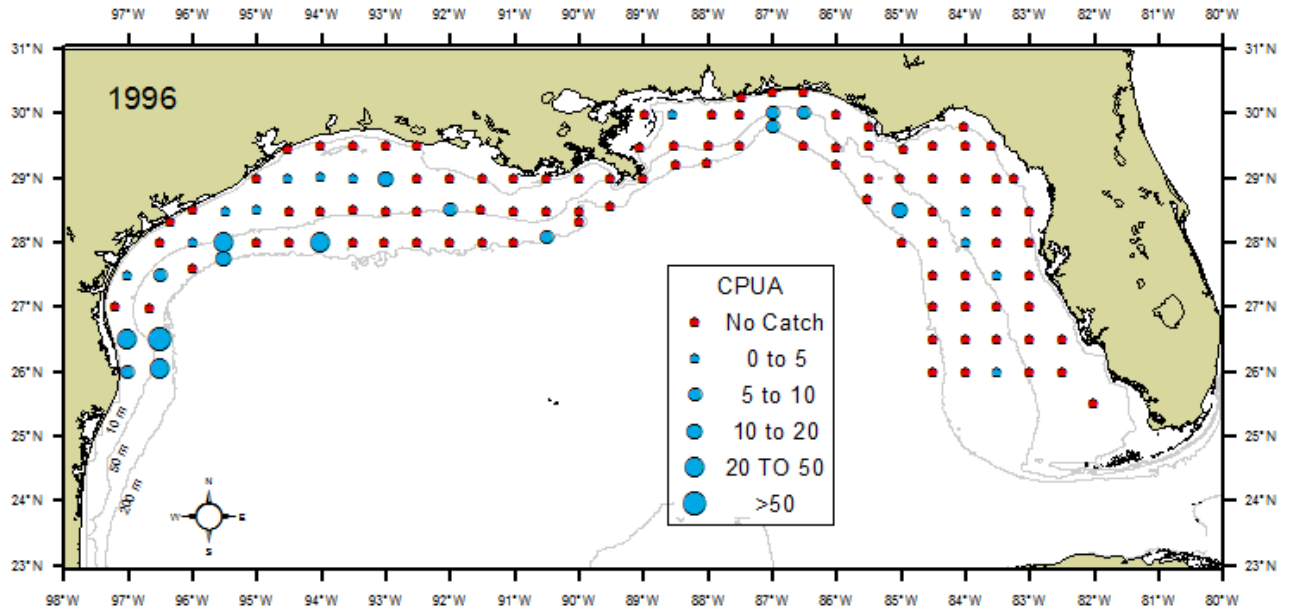 97°W 96°W 95°W 94°W 93°W 92°W 91°W 90°W 89°W 88°W 87°W 86°W 85°W 84°W 83°W 82°W 81°W 80°W
31°N 31°N
1996
30°N 30°N
29°N 29°N
28°N 28°N
CPUA
27°N 27°N
No Catch
0 to 5
26°N 26°N
5 to 10
10 m
10 to 20
25°N 25°N
50 m
20 TO 50
200 m
>50
N
24°N 24°N
W E
S
23°N 23°N
98°W 97°W 96°W 95°W 94°W 93°W 92°W 91°W 90°W 89°W 88°W 87°W 86°W 85°W 84°W 83°W 82°W 81°W 80°W